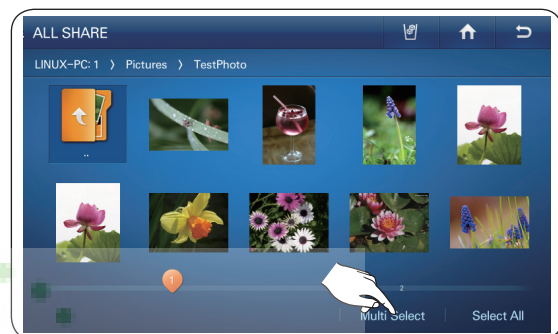 ALL SHARE
LINUX-PC: 1 > Pictures > TestPhoto
..
1
2
Multi Select
Select All